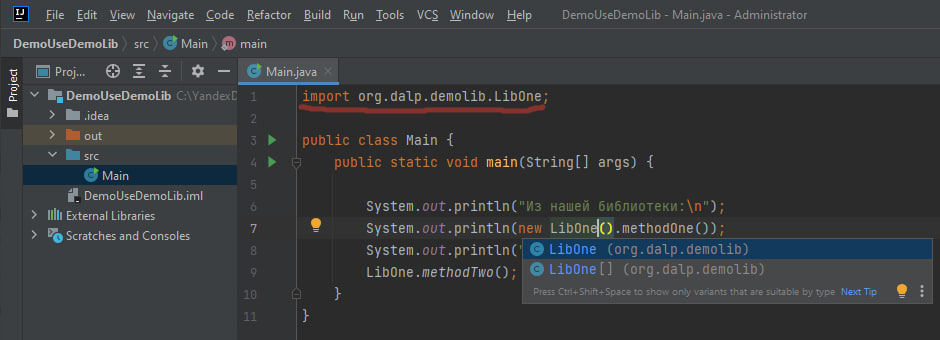 IJ File Edit View Navigate Code Refactor Build Run Tools VCS Window Help DemoUseDemoLib - Main.java - Administrator
DemoUseDemoLib src Main m main
Project
Proj...
DemoUseDemoLib C:\YandexD
.idea
out
src
Main
DemoUseDemoLib.iml
External Libraries
Scratches and Consoles
Main.java
1 import org.dalp.demolib.LibOne;
2
3 public class Main {
4 public static void main(String[] args) {
5
6 System.out.println("Из нашей библиотеки:\n");
7 System.out.println(new LibOne().methodOne());
8 System.out.println("
9 LibOne.methodTwo();
10 }
11 }
LibOne (org.dalp.demolib)
LibOne[] (org.dalp.demolib)
Press Ctrl+Shift+Space to show only variants that are suitable by type Next Tip